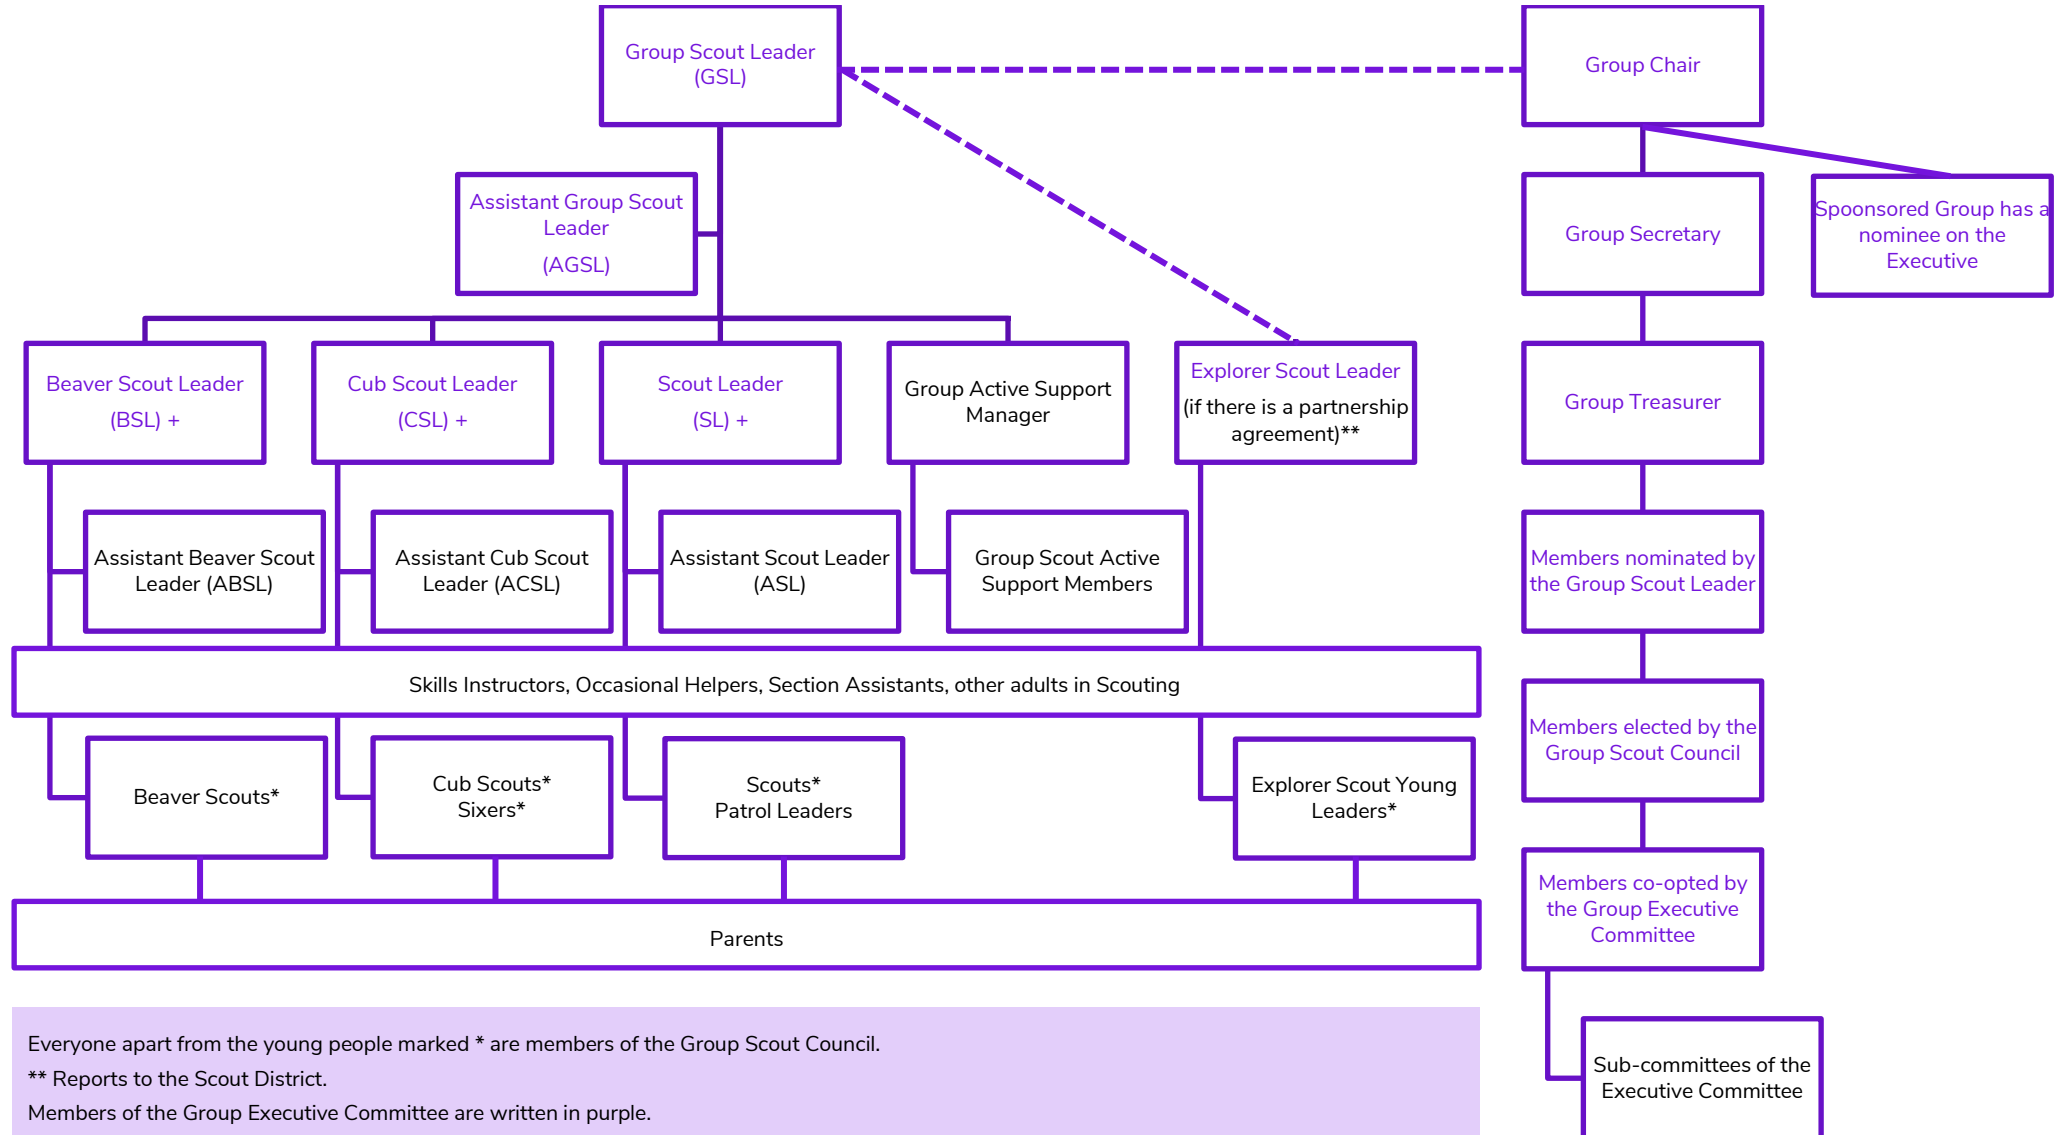 Group Scout Leader
(GSL)
Group Chair
Assistant Group Scout
Leader
(AGSL)
Group Secretary
Spoonsored Group has a
nominee on the
Executive
Beaver Scout Leader
(BSL) +
Cub Scout Leader
(CSL) +
Scout Leader
(SL) +
Group Active Support
Manager
Explorer Scout Leader
(if there is a partnership
agreement)**
Group Treasurer
Assistant Beaver Scout
Leader (ABSL)
Assistant Cub Scout
Leader (ACSL)
Assistant Scout Leader
(ASL)
Group Scout Active
Support Members
Members nominated by
the Group Scout Leader
Skills Instructors, Occasional Helpers, Section Assistants, other adults in Scouting
Members elected by the
Group Scout Council
Beaver Scouts*
Cub Scouts*
Sixers*
Scouts*
Patrol Leaders
Explorer Scout Young
Leaders*
Members co-opted by
the Group Executive
Committee
Parents
Sub-committees of the
Executive Committee
Everyone apart from the young people marked * are members of the Group Scout Council.
** Reports to the Scout District.
Members of the Group Executive Committee are written in purple.